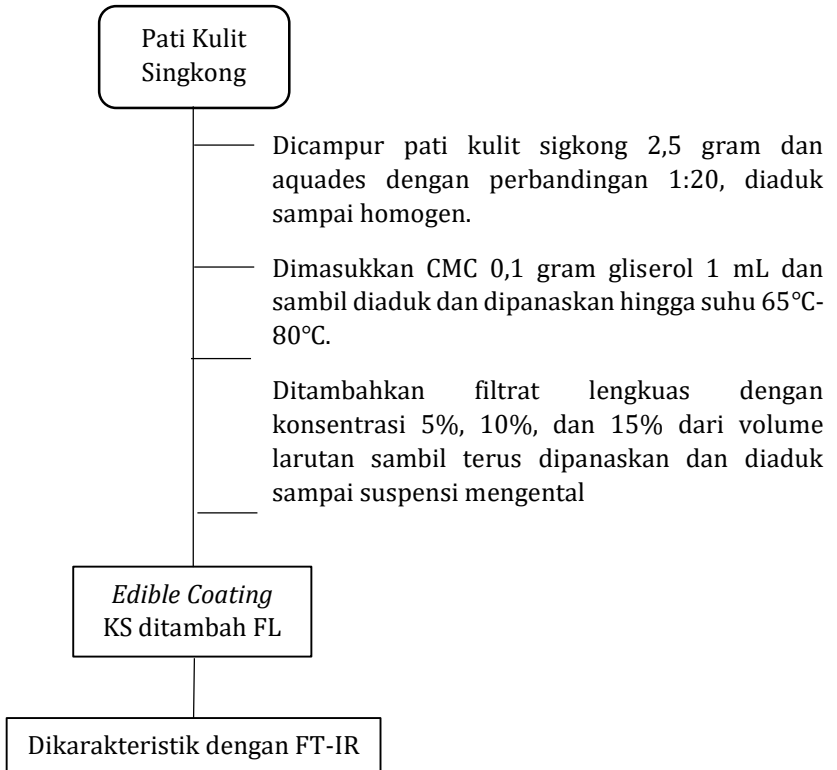 Pati Kulit
Singkong
Dicampur pati kulit sigkong 2,5 gram dan
aquades dengan perbandingan 1:20, diaduk
sampai homogen.
Dimasukkan CMC 0,1 gram gliserol 1 mL dan
sambil diaduk dan dipanaskan hingga suhu 65°C-
80°C.
Ditambahkan filtrat lengkuas dengan
konsentrasi 5%, 10%, dan 15% dari volume
larutan sambil terus dipanaskan dan diaduk
sampai suspensi mengental
Edible Coating
KS ditambah FL
Dikarakteristik dengan FT-IR